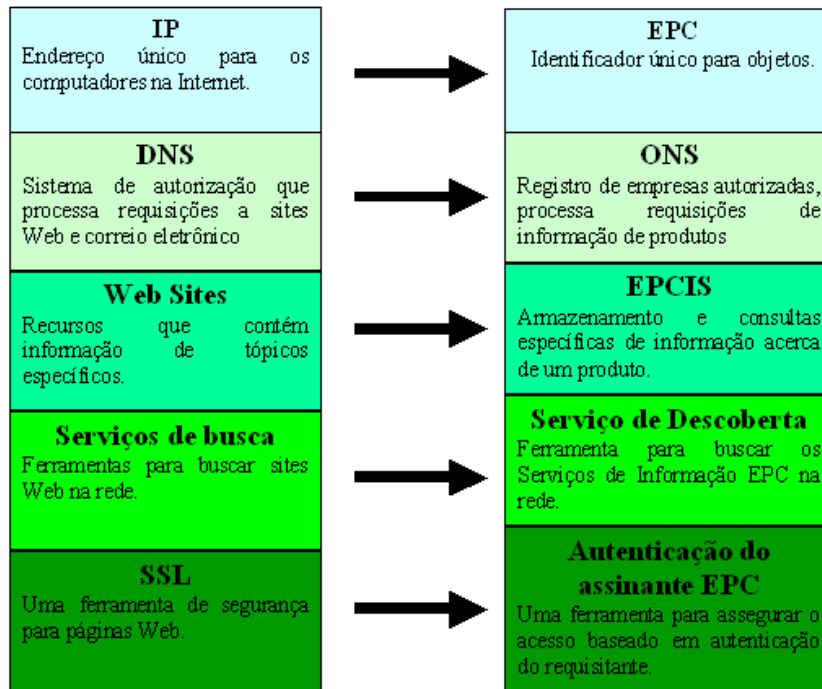 IP
Endereço único para os
computadores na Internet.
DNS
Sistema de autorização que
processa requisições a sites
Web e correio eletrônico
Web Sites
Recursos que contém
informação de tópicos
específicos.
Serviços de busca
Ferramentas para buscar sites
Web na rede.
SSL
Uma ferramenta de segurança
para páginas Web.
EPC
Identificador único para objetos.
ONS
Registro de empresas autorizadas,
processa requisições de
informação de produtos
EPCIS
Armazenamento e consultas
específicas de informação acerca
de um produto.
Serviço de Descoberta
Ferramenta para buscar os
Serviços de Informação EPC na
rede.
Autenticação do
assinante EPC
Uma ferramenta para assegurar o
acesso baseado em autenticação
do requisitante.